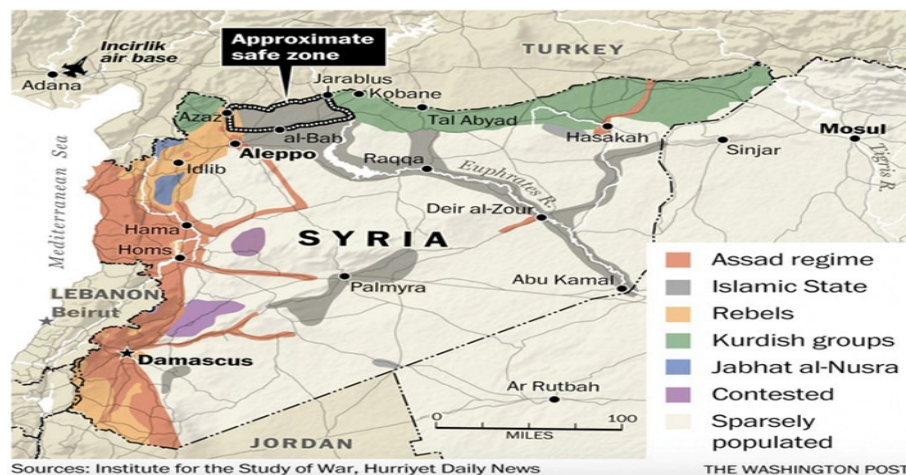 Incirlik
air base
Adana
Approximate
safe zone
TURKEY
Jarablus
Kobane
Azaz
al-Bab
Tal Abyad
Aleppo
Hasakah
Mosul
Sinjar
Tigris R.
Idlib
Raqqa
Euphrates R.
Mediterranean Sea
Deir al-Zour
Hama
SYRIA
Homs
Abu Kamal
Palmyra
LEBANON
Beirut
Damascus
Ar Rutbah
JORDAN
0
100
MILES
Assad regime
Islamic State
Rebels
Kurdish groups
Jabhat al-Nusra
Contested
Sparsely
populated
Sources: Institute for the Study of War, Hurriyet Daily News
THE WASHINGTON POST